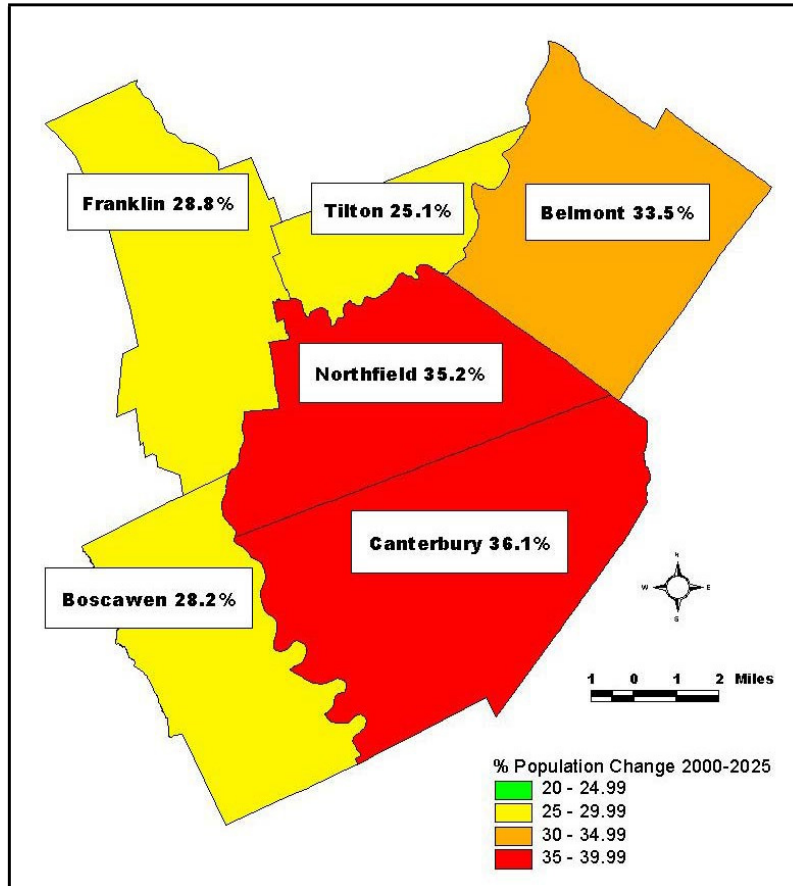 Franklin 28.8%
Tilton 25.1%
Belmont 33.5%
Northfield 35.2%
Canterbury 36.1%
Boscawen 28.2%
N
W E
S
1 0 1 2 Miles
% Population Change 2000-2025
20 - 24.99
25 - 29.99
30 - 34.99
35 - 39.99